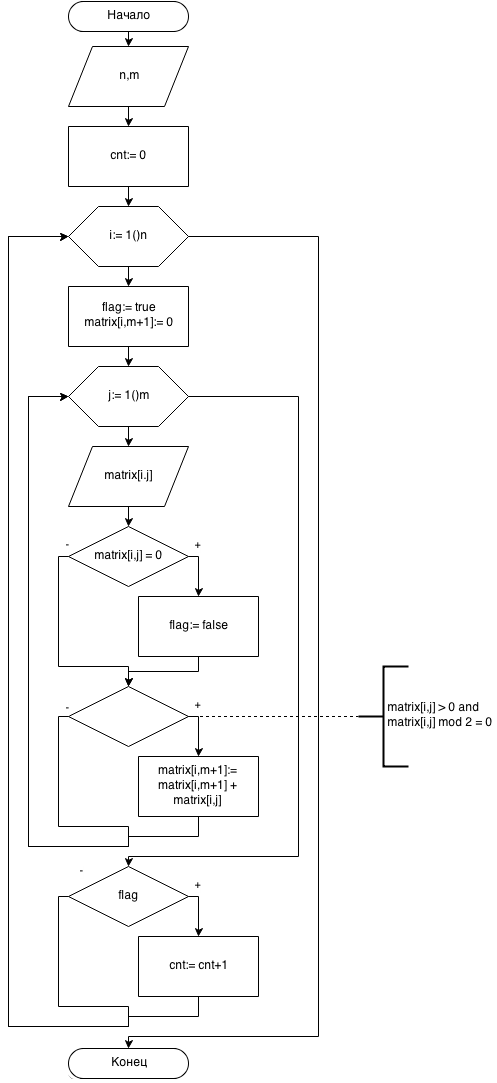 Начало
n,m
cnt:= 0
i:= 1()n
flag:= true
matrix[i,m+1]:= 0
j:= 1()m
matrix[i.j]
-
matrix[i,j] = 0
+
flag:= false
-
+
matrix[i,j] > 0 and
matrix[i,j] mod 2 = 0
matrix[i,m+1]:=
matrix[i,m+1] +
matrix[i,j]
-
flag
+
cnt:= cnt+1
Конец